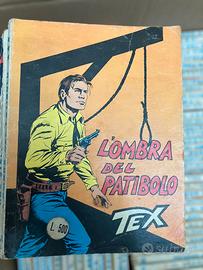 L'OMBRA
DEL
PATIBOLO
TEX
L. 500